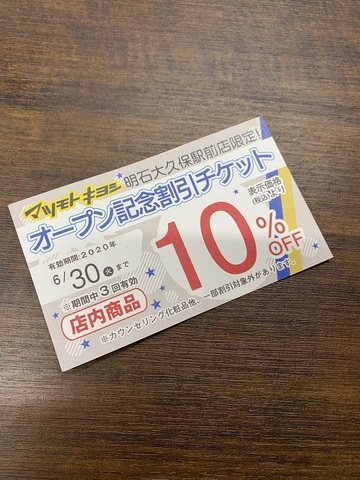 マツモトキヨシ 明石大久保駅前店限定!
オープン記念割引チケット
有効期間:2020年
6/30火まで
※期間中3回有効
店内商品
表示価格
(税込)より
10%OFF
※カウンセリング化粧品他、一部割引対象外があります。